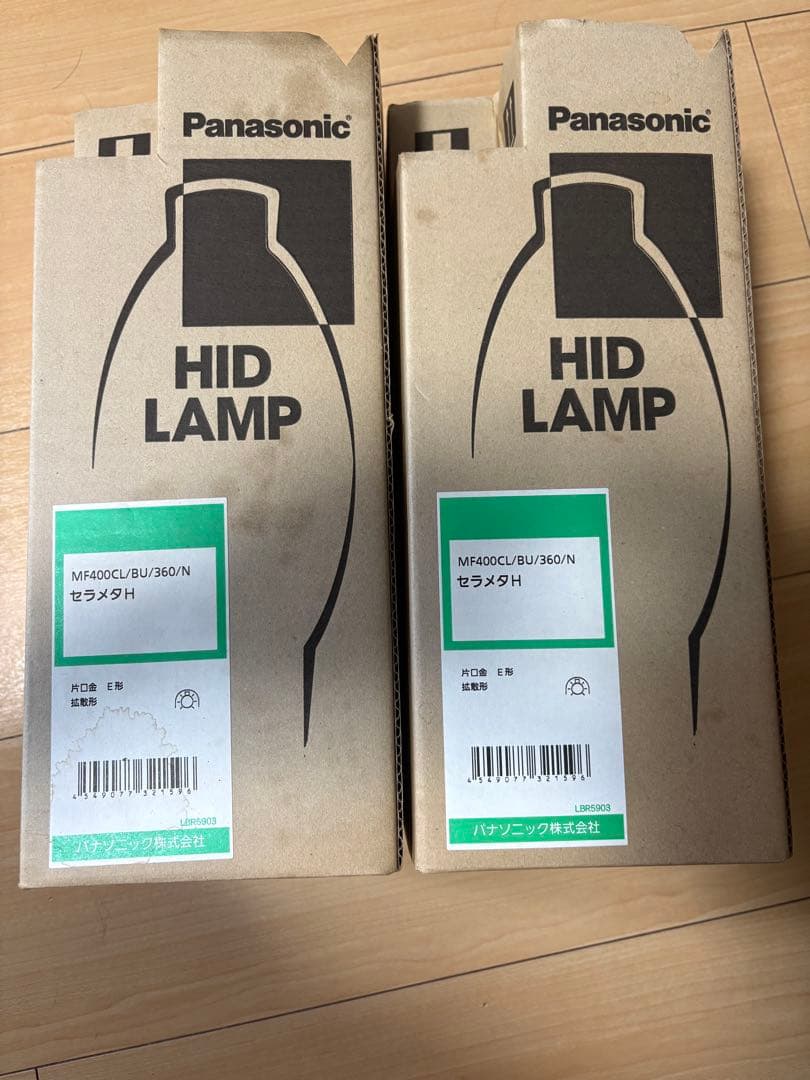 Panasonic®
HID
LAMP
MF400CL/BU/360/N
セラメタH
片口金 E形
拡散形
4549077321596
LBR5903
パナソニック株式会社
Panasonic®
HID
LAMP
MF400CL/BU/360/N
セラメタH
片口金 E形
拡散形
4549077321596
LBR5903
パナソニック株式会社